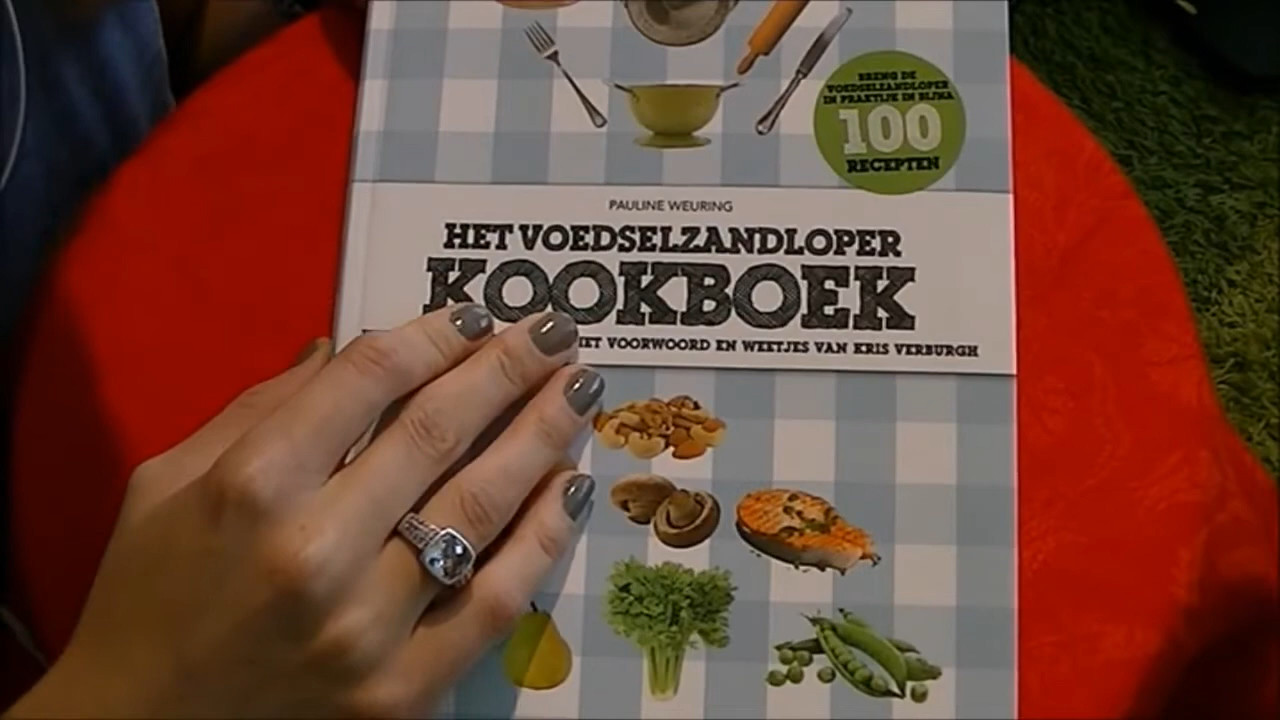 BRENG DE
VOEDSELZANDLOPER
IN PRAKTIJK IN BIJNA
100
RECEPTEN
PAULINE WEURING
HET VOEDSELZANDLOPER
KOOKBOEK
VOORWOORD EN WEETJES VAN KRIS VERBURGH